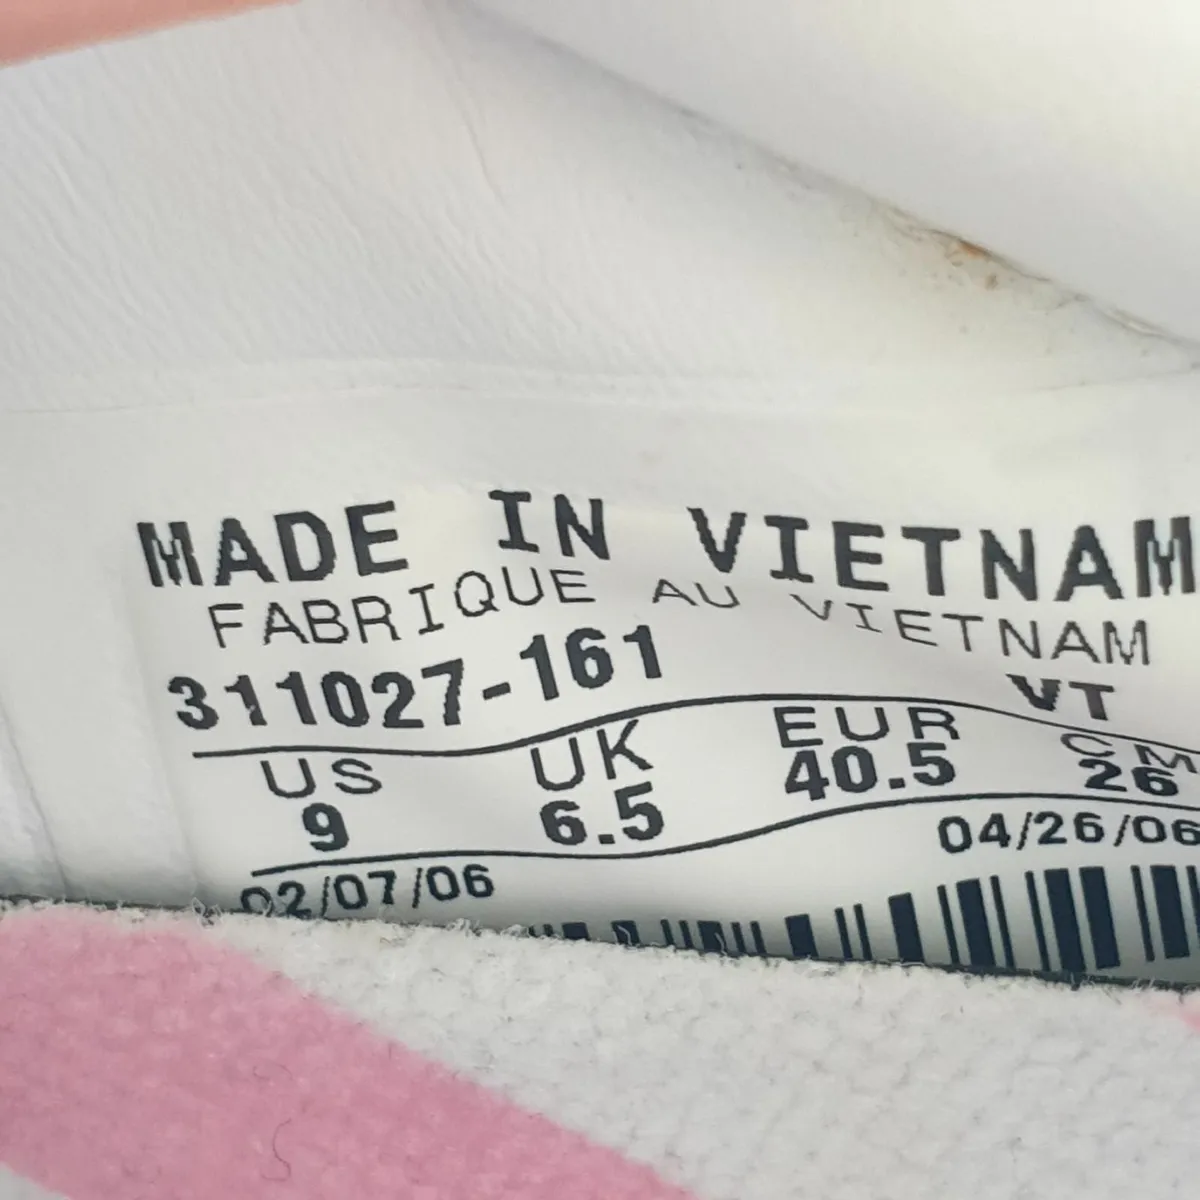 MADE IN VIETNAM
FABRIQUE AU VIETNAM
311027-161
VT
US UK EUR CM
9 6.5 40.5 26
02/07/06 04/26/06